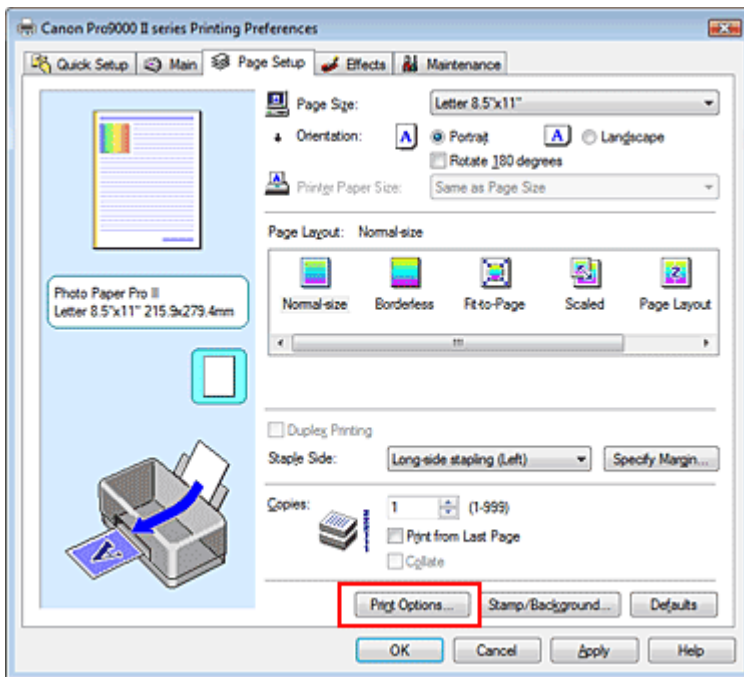 Canon Pro9000 II series Printing Preferences
Quick Setup Main Page Setup Effects Maintenance
Page Size: Letter 8.5"x11"
Orientation: A Portrait A Landscape
Rotate 180 degrees
Printer Paper Size: Same as Page Size
Page Layout: Normal-size
Normal-size Borderless Fit-to-Page Scaled Page Layout
Photo Paper Pro II
Letter 8.5"x11" 215.9x279.4mm
Duplex Printing
Staple Side: Long-side stapling (Left) Specify Margin...
Copies: 1 (1-999)
Print from Last Page
Collate
Print Options... Stamp/Background... Defaults
OK Cancel Apply Help